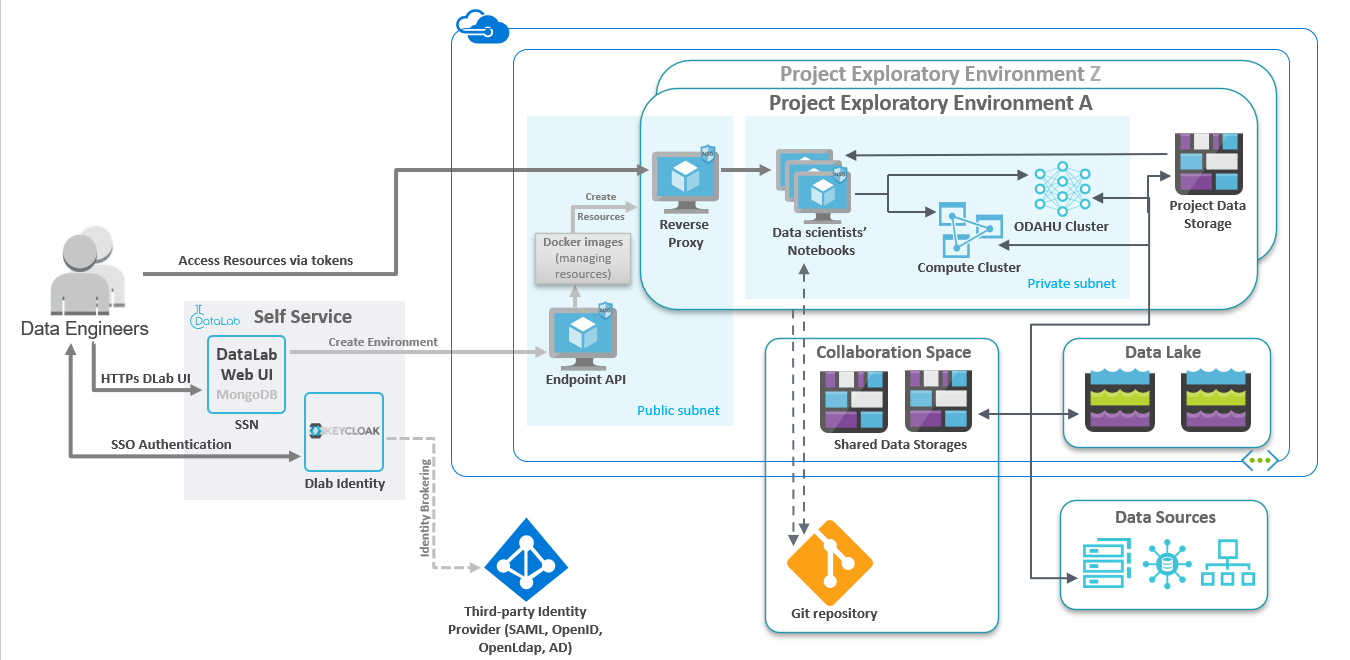 Project Exploratory Environment Z
Project Exploratory Environment A
NSG
Reverse
Proxy
Create
Resources
Docker images
(managing
resources)
NSG
Endpoint API
Public subnet
NSG
Data scientists’
Notebooks
ODAHU Cluster
Compute Cluster
Private subnet
Project Data
Storage
Access Resources via tokens
Data Engineers
DataLab
Self Service
DataLab
Web UI
MongoDB
SSN
Create Environment
HTTPs DLab UI
SSO Authentication
KEYCLOAK
Dlab Identity
Identity Brokering
Third-party Identity
Provider (SAML, OpenID,
OpenLdap, AD)
Collaboration Space
Shared Data Storages
Git repository
Data Lake
Data Sources